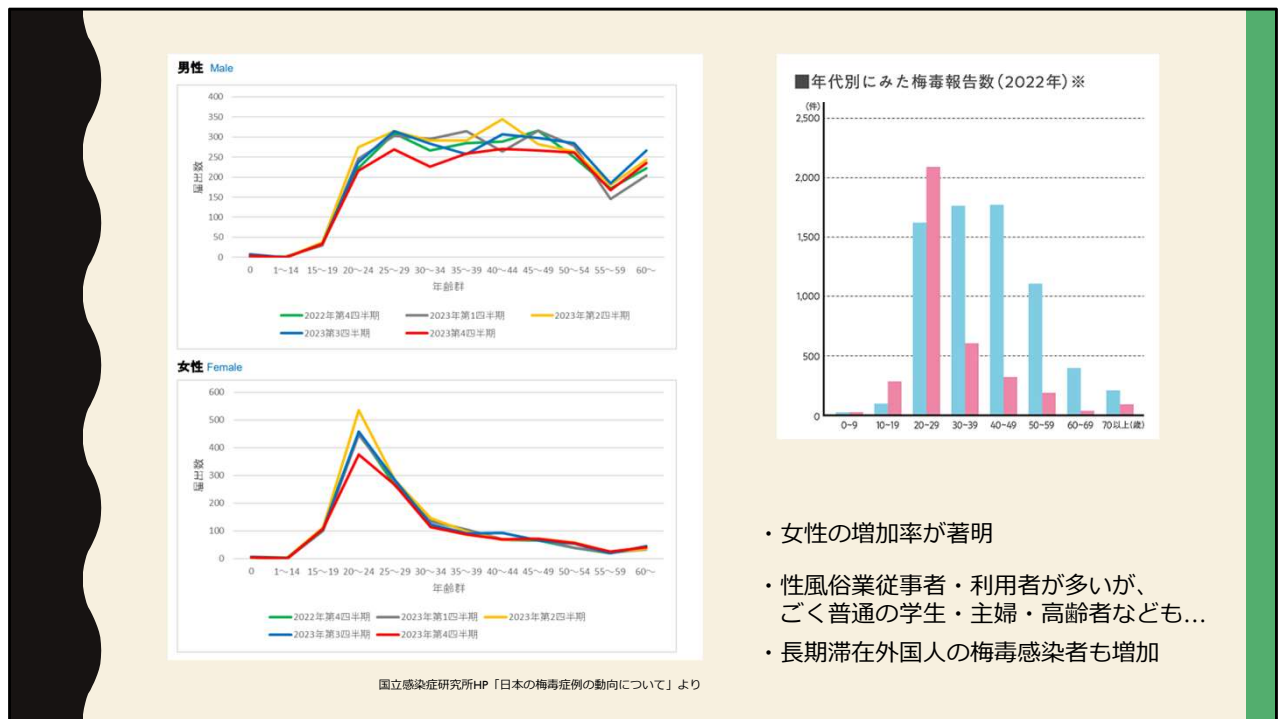 男性 Male
400
350
300
250
200
150
100
50
0
届出数
0 1～14 15～19 20～24 25～29 30～34 35～39 40～44 45～49 50～54 55～59 60～
年齢群
2022年第4四半期 2023年第1四半期 2023年第2四半期
2023第3四半期 2023第4四半期
女性 Female
600
500
400
300
200
100
0
届出数
0 1～14 15～19 20～24 25～29 30～34 35～39 40～44 45～49 50～54 55～59 60～
年齢群
2022年第4四半期 2023年第1四半期 2023年第2四半期
2023年第3四半期 2023年第4四半期
国立感染症研究所HP「日本の梅毒症例の動向について」より
■年代別にみた梅毒報告数(2022年)※
(件)
2,500
2,000
1,500
1,000
500
0
0~9 10~19 20~29 30~39 40~49 50~59 60~69 70以上(歳)
・女性の増加率が著明
・性風俗業従事者・利用者が多いが、
ごく普通の学生・主婦・高齢者なども…
・長期滞在外国人の梅毒感染者も増加